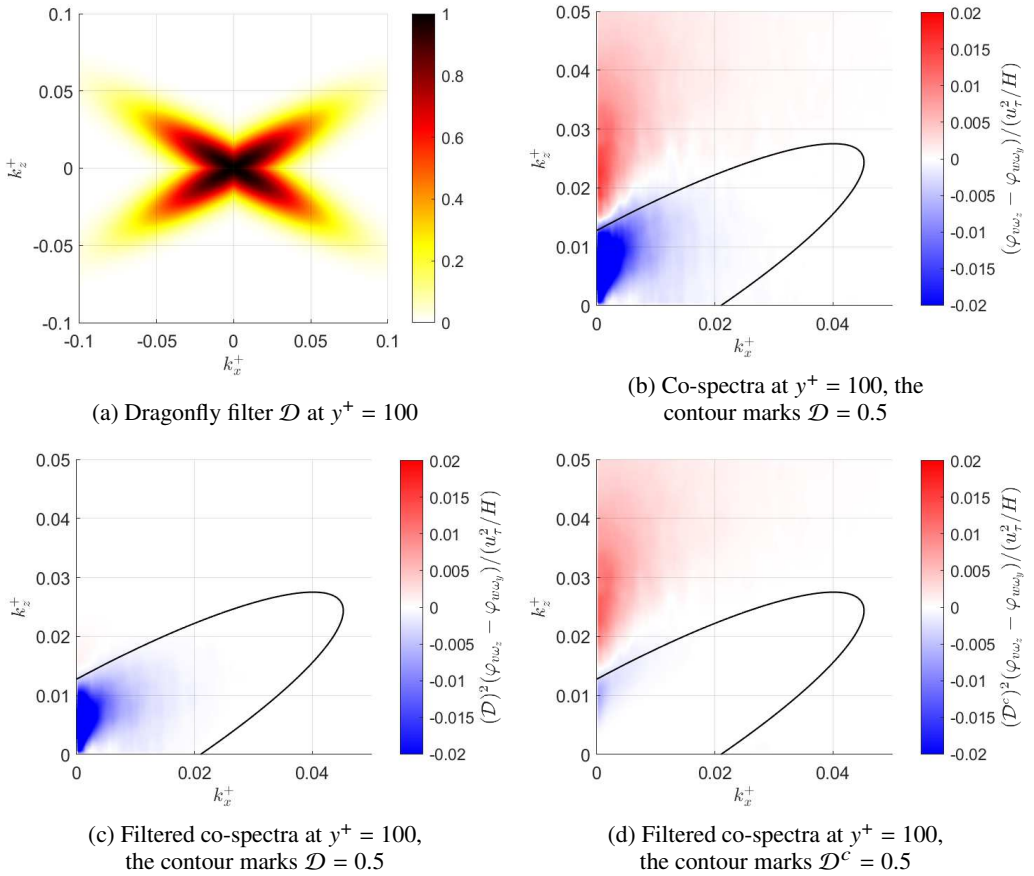 0.1
0.05
0
-0.05
-0.1
k_z^+
-0.1 -0.05 0 0.05 0.1
k_x^+
1
0.8
0.6
0.4
0.2
0
(a) Dragonfly filter 𝒟 at y⁺ = 100
0.05
0.04
0.03
0.02
0.01
0
k_z^+
0 0.02 0.04
k_x^+
0.02
0.015
0.010
0.005
0
-0.005
-0.01
-0.015
-0.02
(φ_{vω_z} − φ_{wω_y})/(u_τ²/H)
(b) Co-spectra at y⁺ = 100, the
contour marks 𝒟 = 0.5
0.05
0.04
0.03
0.02
0.01
0
k_z^+
0 0.02 0.04
k_x^+
0.02
0.015
0.010
0.005
0
-0.005
-0.01
-0.015
-0.02
(𝒟)²(φ_{vω_z} − φ_{wω_y})/(u_τ²/H)
(c) Filtered co-spectra at y⁺ = 100,
the contour marks 𝒟 = 0.5
0.05
0.04
0.03
0.02
0.01
0
k_z^+
0 0.02 0.04
k_x^+
0.02
0.015
0.010
0.005
0
-0.005
-0.01
-0.015
-0.02
(𝒟ᶜ)²(φ_{vω_z} − φ_{wω_y})/(u_τ²/H)
(d) Filtered co-spectra at y⁺ = 100,
the contour marks 𝒟ᶜ = 0.5